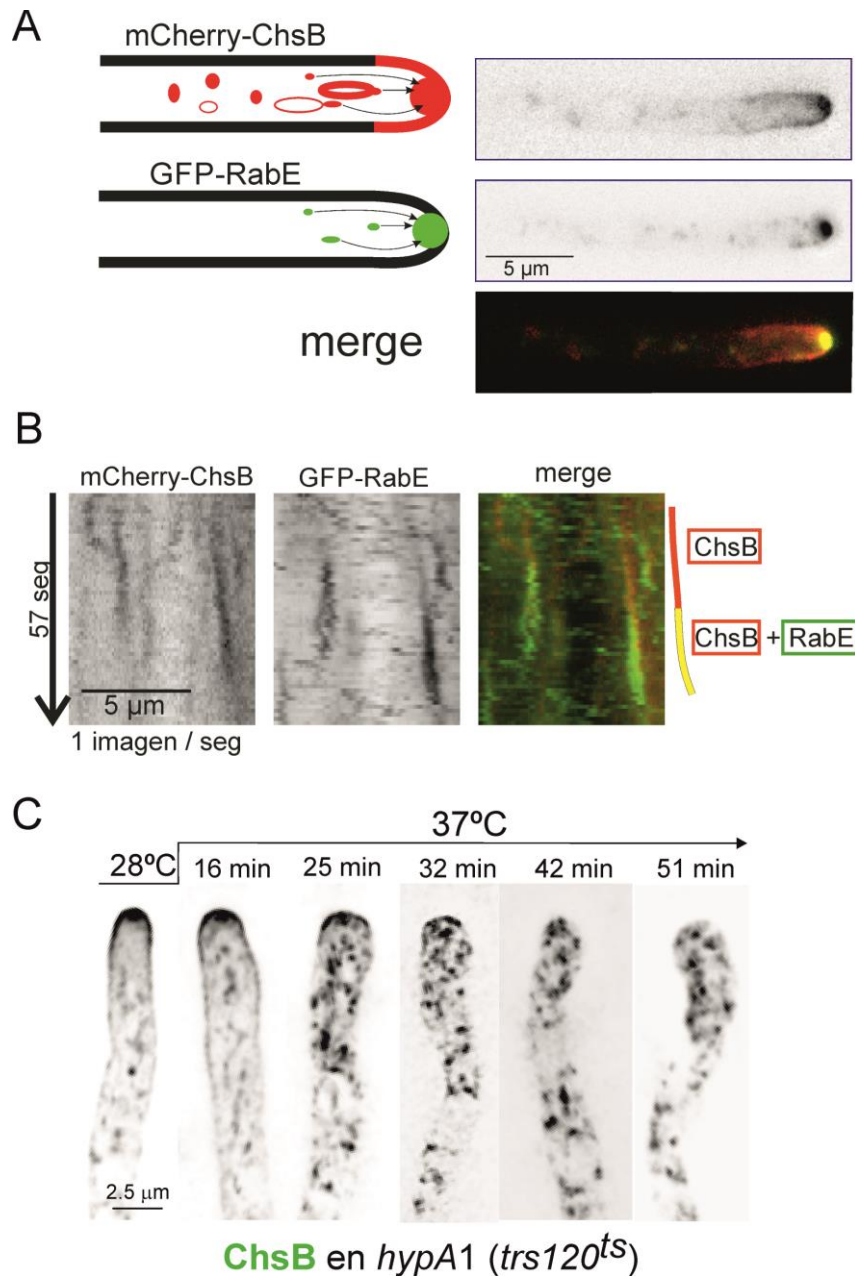 A
mCherry-ChsB
GFP-RabE
5 µm
merge
B
mCherry-ChsB GFP-RabE merge
57 seq
5 µm
1 imagen / seg
ChsB
ChsB + RabE
C
37ºC
28ºC 16 min 25 min 32 min 42 min 51 min
2.5 µm
ChsB en hypA1 (trs120ts)